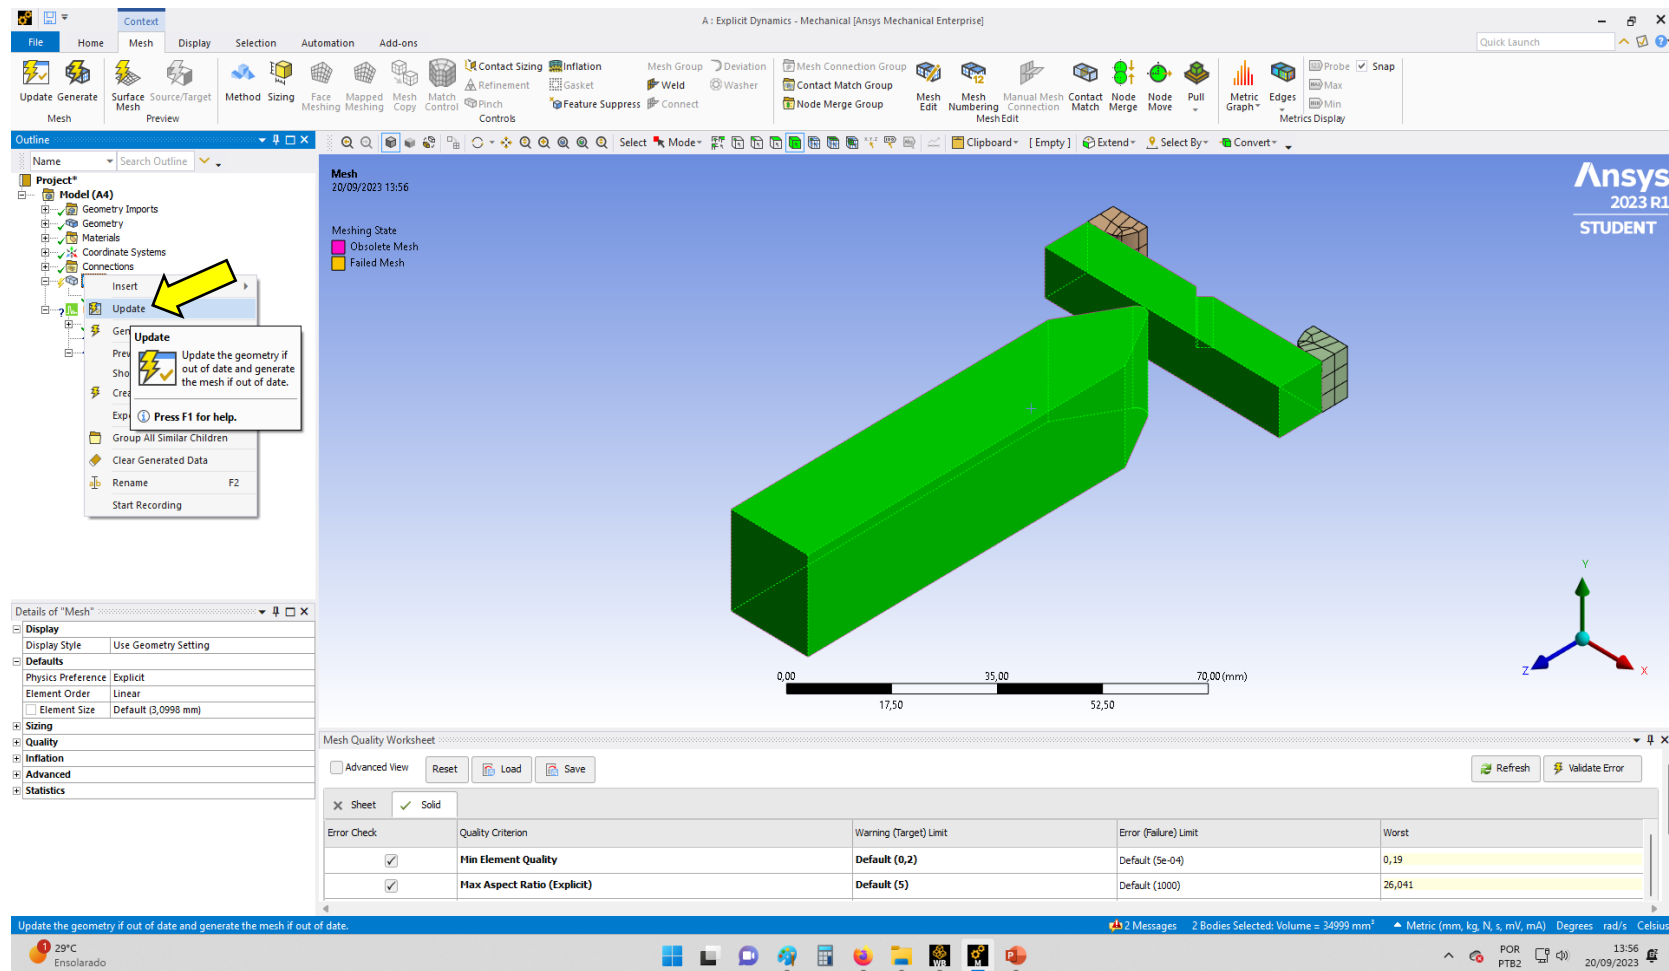 Context
A : Explicit Dynamics - Mechanical [Ansys Mechanical Enterprise]
File Home Mesh Display Selection Automation Add-ons
Quick Launch
Update Generate
Mesh
Surface Mesh
Source/Target
Preview
Method Sizing
Face Meshing
Mapped Meshing
Mesh Copy
Match Control
Contact Sizing
Refinement
Pinch
Inflation
Gasket
Feature Suppress
Controls
Mesh Group
Weld
Connect
Deviation
Washer
Mesh Connection Group
Contact Match Group
Node Merge Group
Mesh Edit
Mesh Numbering
Manual Mesh Connection
Contact Match
Node Merge
Node Move
Pull
Mesh Edit
Metric Graph
Edges
Probe
Max
Min
Snap
Metrics Display
Outline
Select Mode Clipboard [ Empty ] Extend Select By Convert
Name
Search Outline
Project*
Model (A4)
Geometry Imports
Geometry
Materials
Coordinate Systems
Connections
Insert
Update
Gen
Prev
Sho
Crea
Exp
Group All Similar Children
Clear Generated Data
Rename F2
Start Recording
Update
Update the geometry if
out of date and generate
the mesh if out of date.
Press F1 for help.
Mesh
20/09/2023 13:56
Meshing State
Obsolete Mesh
Failed Mesh
Ansys
2023 R1
STUDENT
Y
Z
X
0,00 35,00 70,00 (mm)
17,50 52,50
Details of "Mesh"
Display
Display Style Use Geometry Setting
Defaults
Physics Preference Explicit
Element Order Linear
Element Size Default (3,0998 mm)
Sizing
Quality
Inflation
Advanced
Statistics
Mesh Quality Worksheet
Advanced View Reset Load Save Refresh Validate Error
Sheet Solid
Error Check Quality Criterion Warning (Target) Limit Error (Failure) Limit Worst
Min Element Quality Default (0,2) Default (5e-04) 0,19
Max Aspect Ratio (Explicit) Default (5) Default (1000) 26,041
Update the geometry if out of date and generate the mesh if out of date.
2 Messages 2 Bodies Selected: Volume = 34999 mm³ Metric (mm, kg, N, s, mV, mA) Degrees rad/s Celsius
1
29°C
Ensolarado
WB
M
P
POR
PTB2
13:56
20/09/2023